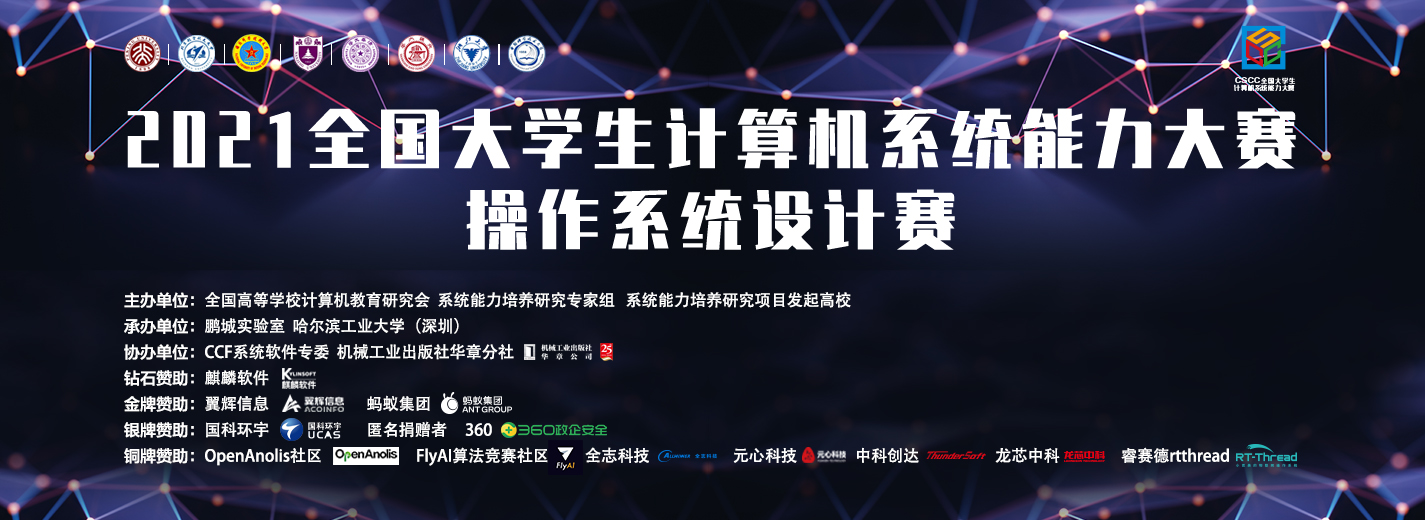 CSCC全国大学生
计算机系统能力大赛
2021全国大学生计算机系统能力大赛
操作系统设计赛
主办单位：全国高等学校计算机教育研究会 系统能力培养研究专家组 系统能力培养研究项目发起高校
承办单位：鹏城实验室 哈尔滨工业大学（深圳）
协办单位：CCF系统软件专委 机械工业出版社华章分社 机械工业出版社 华章公司 25
钻石赞助：麒麟软件 KYLINSOFT 麒麟软件
金牌赞助：翼辉信息 翼辉信息 ACOINFO 蚂蚁集团 蚂蚁集团 ANT GROUP
银牌赞助：国科环宇 国科环宇 UCAS 匿名捐赠者 360 360政企安全
铜牌赞助：OpenAnolis社区 OpenAnolis FlyAI算法竞赛社区 FlyAI 全志科技 ALLWINNER 全志科技 元心科技 元心科技 中科创达 ThunderSoft 龙芯中科 龙芯中科 睿赛德rtthread RT-Thread